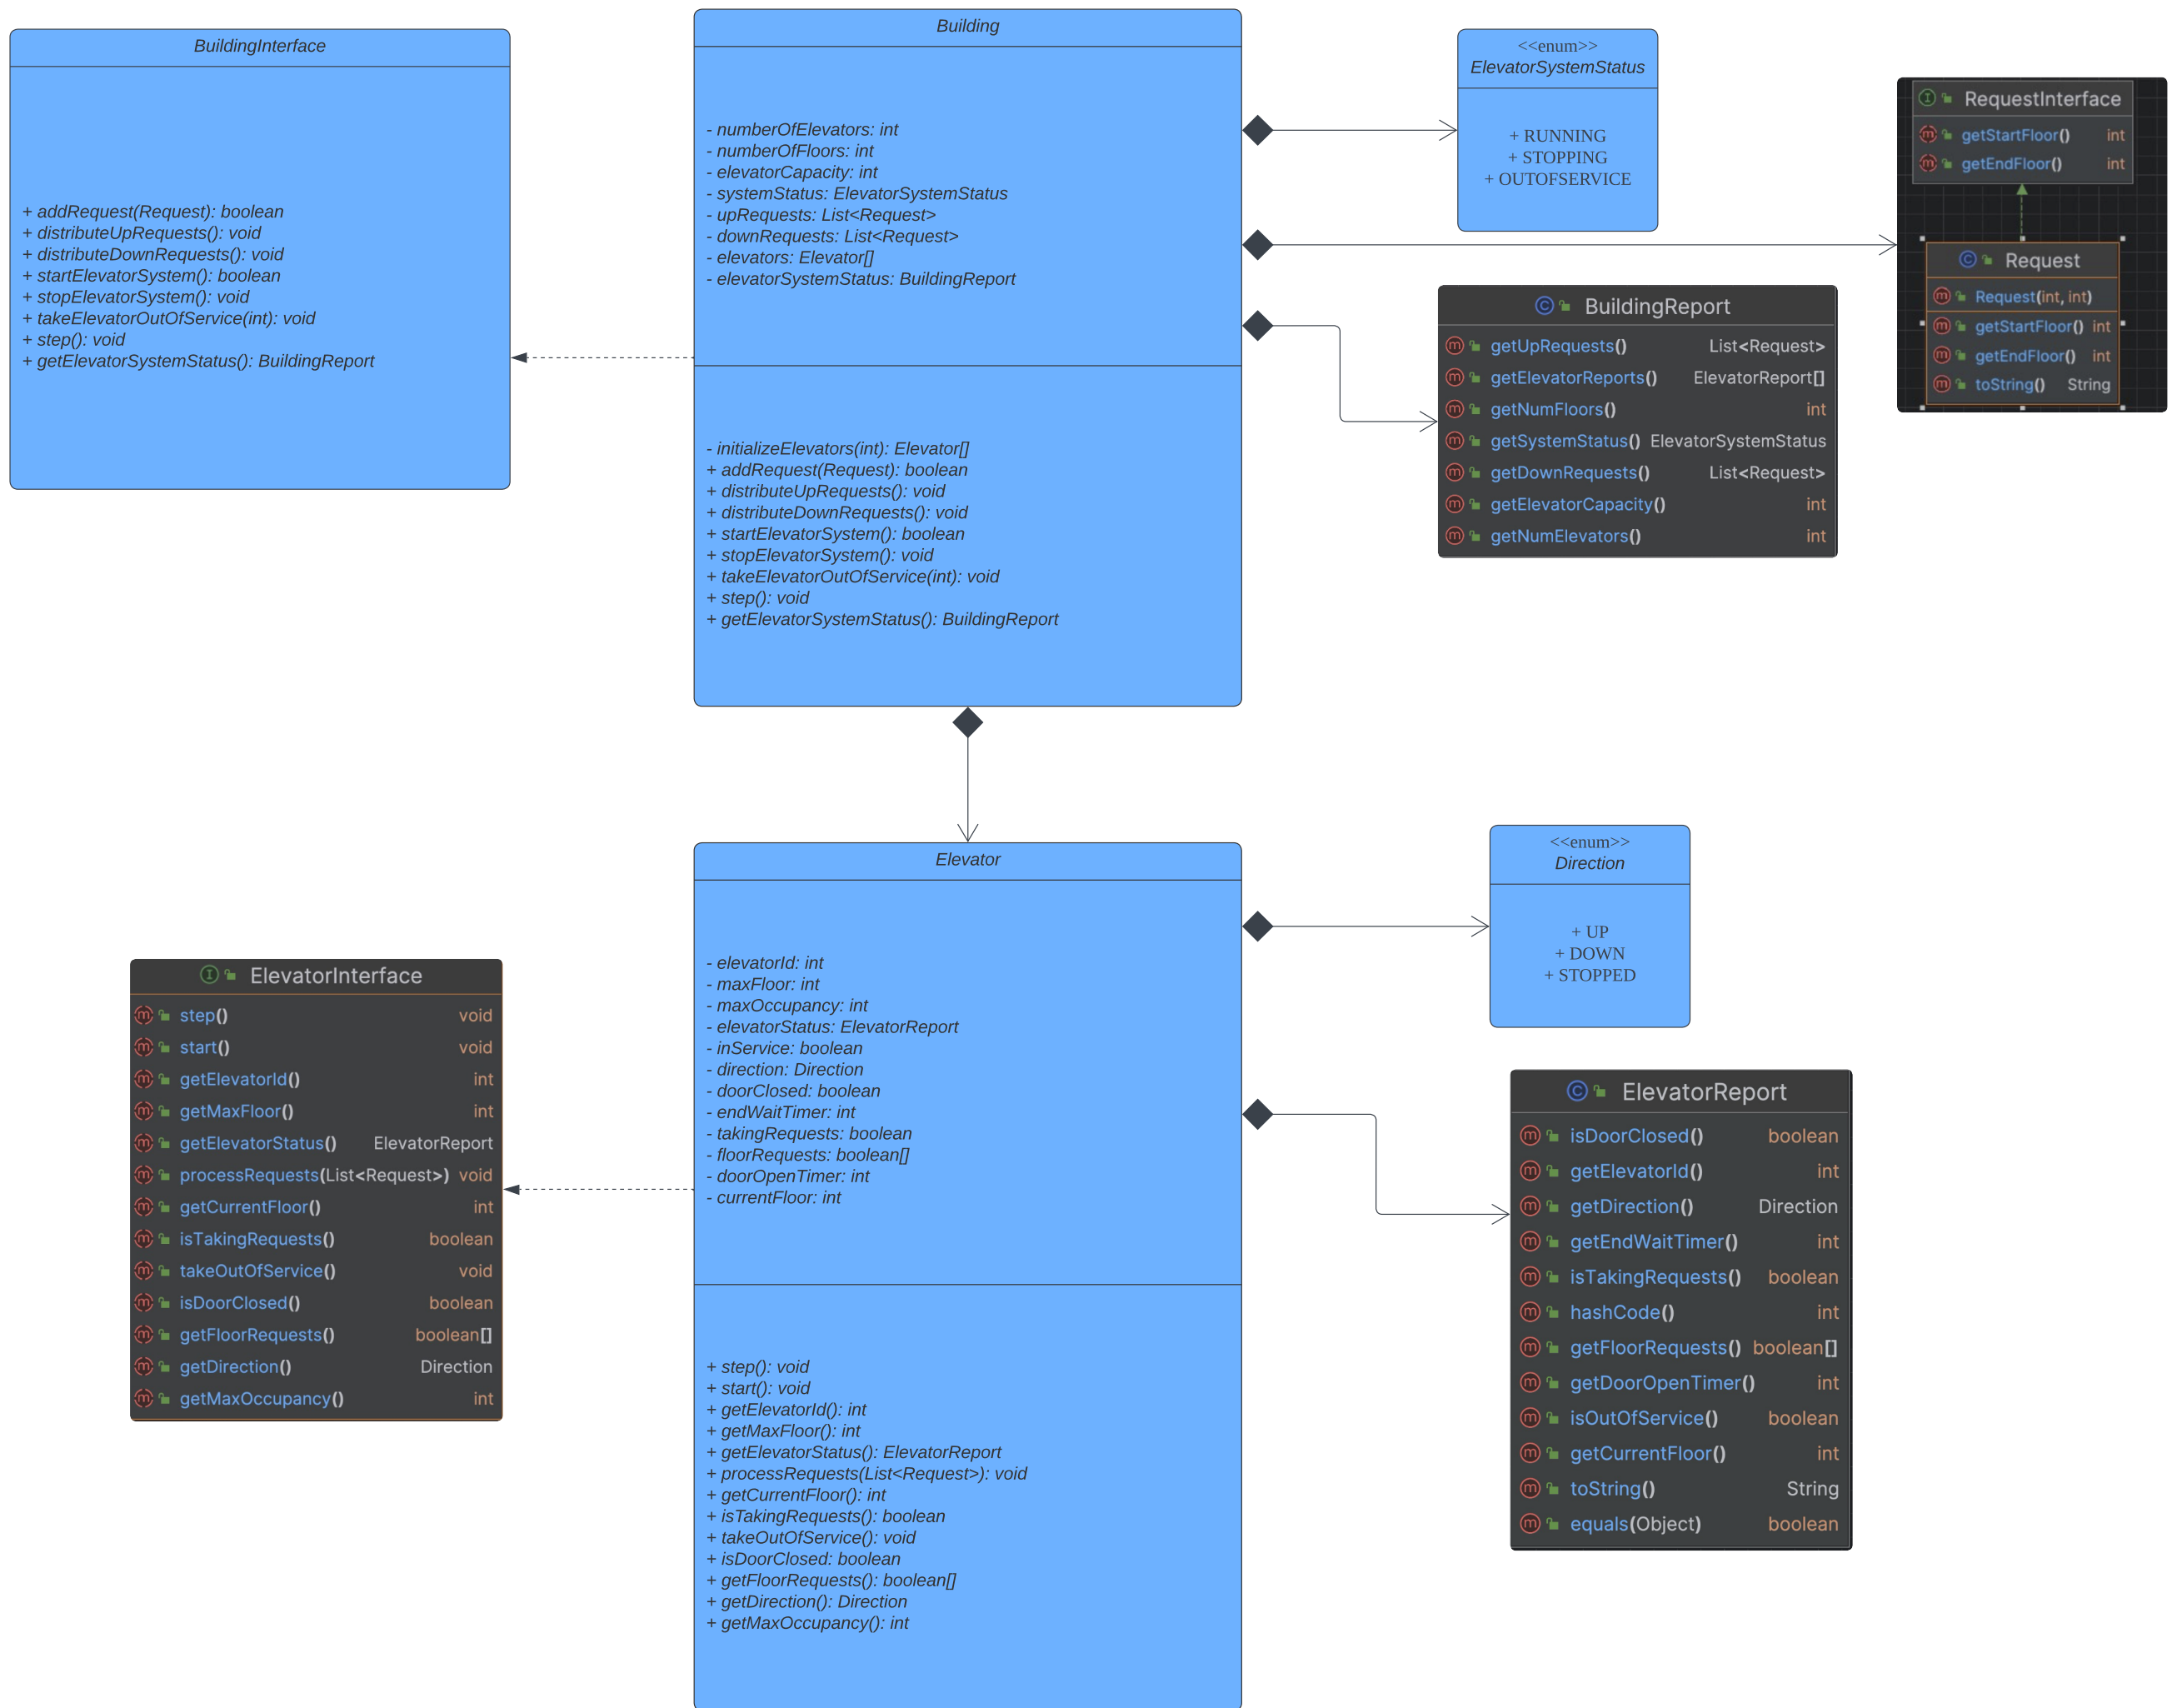 BuildingInterface
+ addRequest(Request): boolean
+ distributeUpRequests(): void
+ distributeDownRequests(): void
+ startElevatorSystem(): boolean
+ stopElevatorSystem(): void
+ takeElevatorOutOfService(int): void
+ step(): void
+ getElevatorSystemStatus(): BuildingReport
Building
- numberOfElevators: int
- numberOfFloors: int
- elevatorCapacity: int
- systemStatus: ElevatorSystemStatus
- upRequests: List<Request>
- downRequests: List<Request>
- elevators: Elevator[]
- elevatorSystemStatus: BuildingReport
- initializeElevators(int): Elevator[]
+ addRequest(Request): boolean
+ distributeUpRequests(): void
+ distributeDownRequests(): void
+ startElevatorSystem(): boolean
+ stopElevatorSystem(): void
+ takeElevatorOutOfService(int): void
+ step(): void
+ getElevatorSystemStatus(): BuildingReport
<<enum>>
ElevatorSystemStatus
+ RUNNING
+ STOPPING
+ OUTOFSERVICE
I RequestInterface
m getStartFloor() int
m getEndFloor() int
C Request
m Request(int, int)
m getStartFloor() int
m getEndFloor() int
m toString() String
C BuildingReport
m getUpRequests() List<Request>
m getElevatorReports() ElevatorReport[]
m getNumFloors() int
m getSystemStatus() ElevatorSystemStatus
m getDownRequests() List<Request>
m getElevatorCapacity() int
m getNumElevators() int
I ElevatorInterface
m step() void
m start() void
m getElevatorId() int
m getMaxFloor() int
m getElevatorStatus() ElevatorReport
m processRequests(List<Request>) void
m getCurrentFloor() int
m isTakingRequests() boolean
m takeOutOfService() void
m isDoorClosed() boolean
m getFloorRequests() boolean[]
m getDirection() Direction
m getMaxOccupancy() int
Elevator
- elevatorId: int
- maxFloor: int
- maxOccupancy: int
- elevatorStatus: ElevatorReport
- inService: boolean
- direction: Direction
- doorClosed: boolean
- endWaitTimer: int
- takingRequests: boolean
- floorRequests: boolean[]
- doorOpenTimer: int
- currentFloor: int
+ step(): void
+ start(): void
+ getElevatorId(): int
+ getMaxFloor(): int
+ getElevatorStatus(): ElevatorReport
+ processRequests(List<Request>): void
+ getCurrentFloor(): int
+ isTakingRequests(): boolean
+ takeOutOfService(): void
+ isDoorClosed: boolean
+ getFloorRequests(): boolean[]
+ getDirection(): Direction
+ getMaxOccupancy(): int
<<enum>>
Direction
+ UP
+ DOWN
+ STOPPED
C ElevatorReport
m isDoorClosed() boolean
m getElevatorId() int
m getDirection() Direction
m getEndWaitTimer() int
m isTakingRequests() boolean
m hashCode() int
m getFloorRequests() boolean[]
m getDoorOpenTimer() int
m isOutOfService() boolean
m getCurrentFloor() int
m toString() String
m equals(Object) boolean